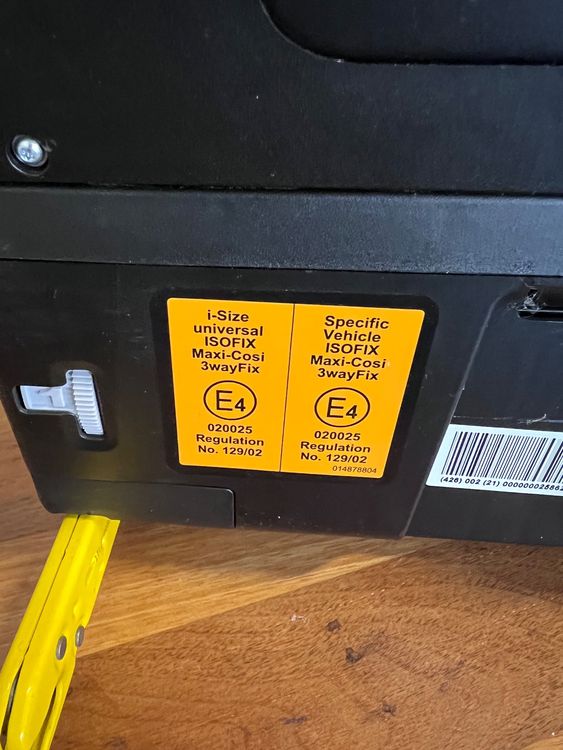 i-Size
universal
ISOFIX
Maxi-Cosi
3wayFix
E4
020025
Regulation
No. 129/02
Specific
Vehicle
ISOFIX
Maxi-Cosi
3wayFix
E4
020025
Regulation
No. 129/02
014878804
(426) 002 (21) 00000000258